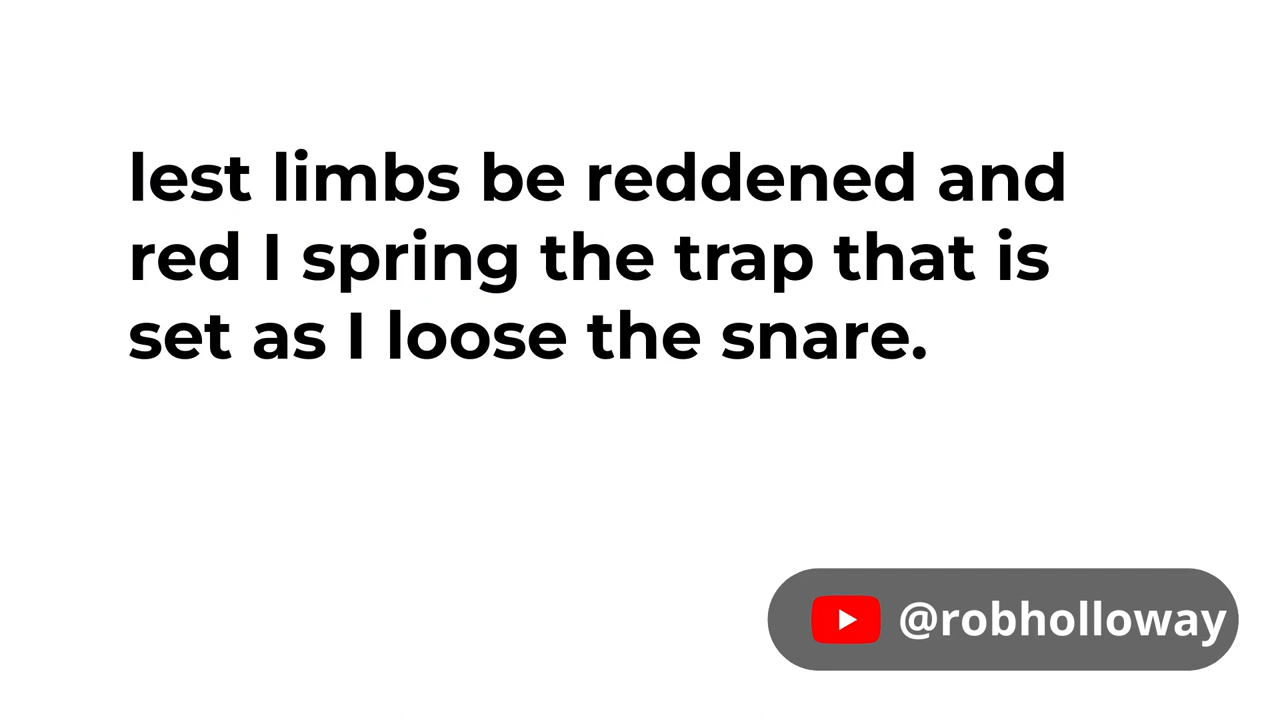 lest limbs be reddened and
red I spring the trap that is
set as I loose the snare.
@robholloway